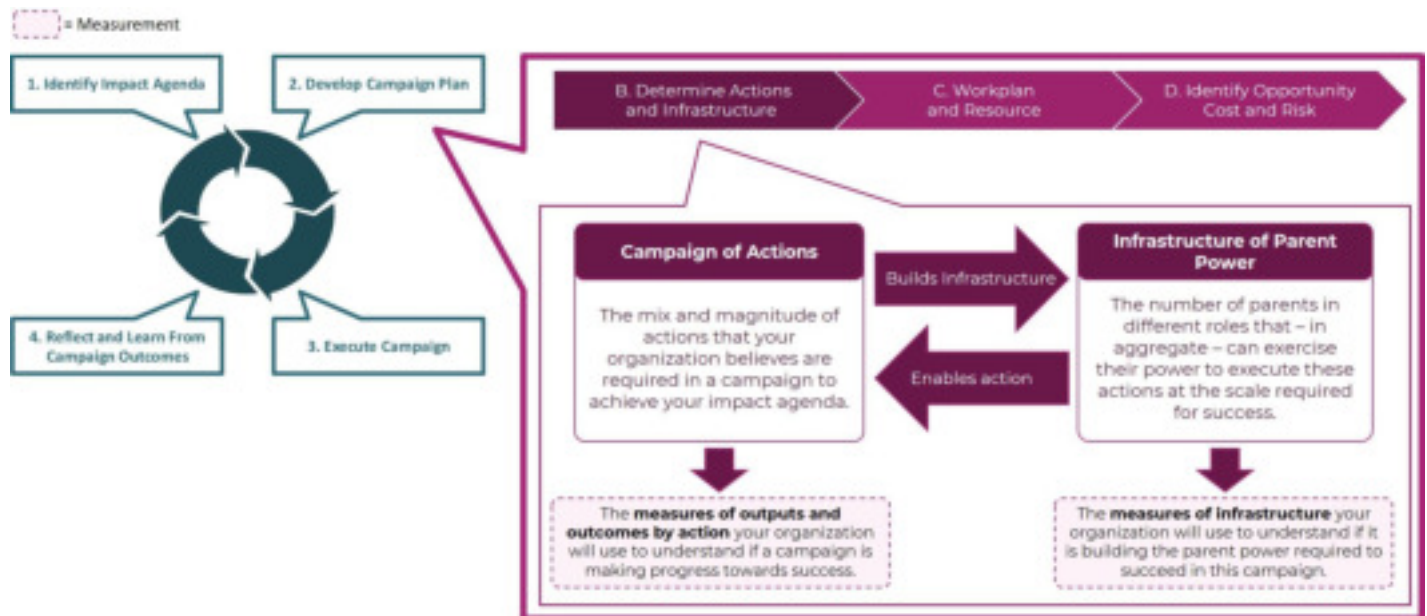 = Measurement
1. Identify Impact Agenda
2. Develop Campaign Plan
4. Reflect and Learn From
Campaign Outcomes
3. Execute Campaign
B. Determine Actions
and Infrastructure
C. Workplan
and Resource
D. Identify Opportunity
Cost and Risk
Campaign of Actions
The mix and magnitude of
actions that your
organization believes are
required in a campaign to
achieve your impact agenda.
Builds Infrastructure
Enables action
Infrastructure of Parent
Power
The number of parents in
different roles that – in
aggregate – can exercise
their power to execute these
actions at the scale required
for success.
The measures of outputs and
outcomes by action your organization
will use to understand if a campaign is
making progress towards success.
The measures of infrastructure your
organization will use to understand if it
is building the parent power required to
succeed in this campaign.